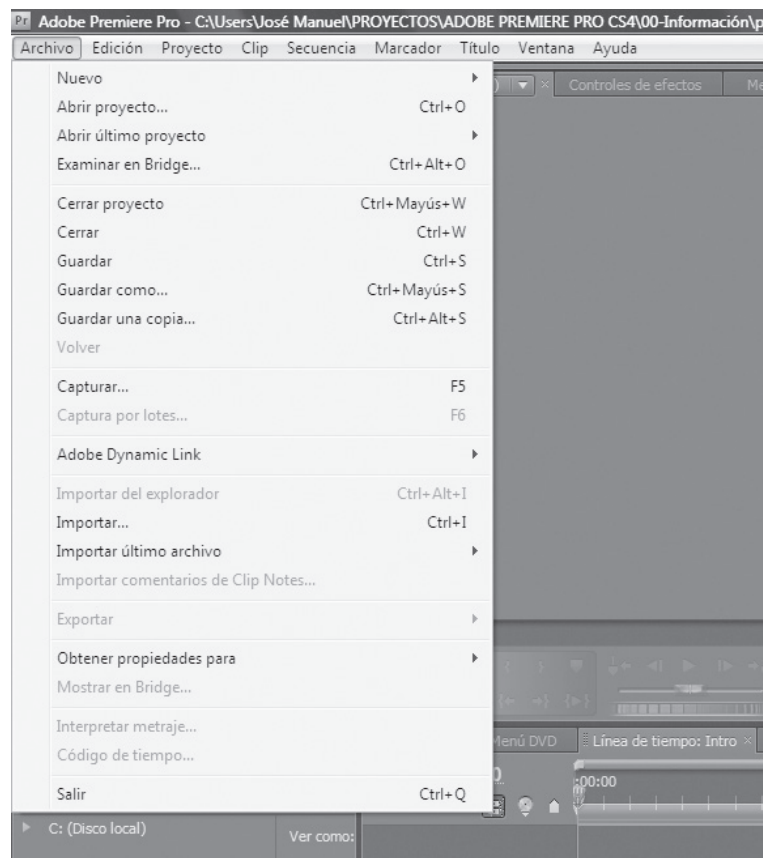 Pr Adobe Premiere Pro - C:\Users\José Manuel\PROYECTOS\ADOBE PREMIERE PRO CS4\00-Información\p
Archivo Edición Proyecto Clip Secuencia Marcador Título Ventana Ayuda
Nuevo
Abrir proyecto... Ctrl+O
Abrir último proyecto
Examinar en Bridge... Ctrl+Alt+O
Cerrar proyecto Ctrl+Mayús+W
Cerrar Ctrl+W
Guardar Ctrl+S
Guardar como... Ctrl+Mayús+S
Guardar una copia... Ctrl+Alt+S
Volver
Capturar... F5
Captura por lotes... F6
Adobe Dynamic Link
Importar del explorador Ctrl+Alt+I
Importar... Ctrl+I
Importar último archivo
Importar comentarios de Clip Notes...
Exportar
Obtener propiedades para
Mostrar en Bridge...
Interpretar metraje...
Código de tiempo...
Salir Ctrl+Q
Controles de efectos Me
Menú DVD Línea de tiempo: Intro
:00:00
C: (Disco local) Ver como: